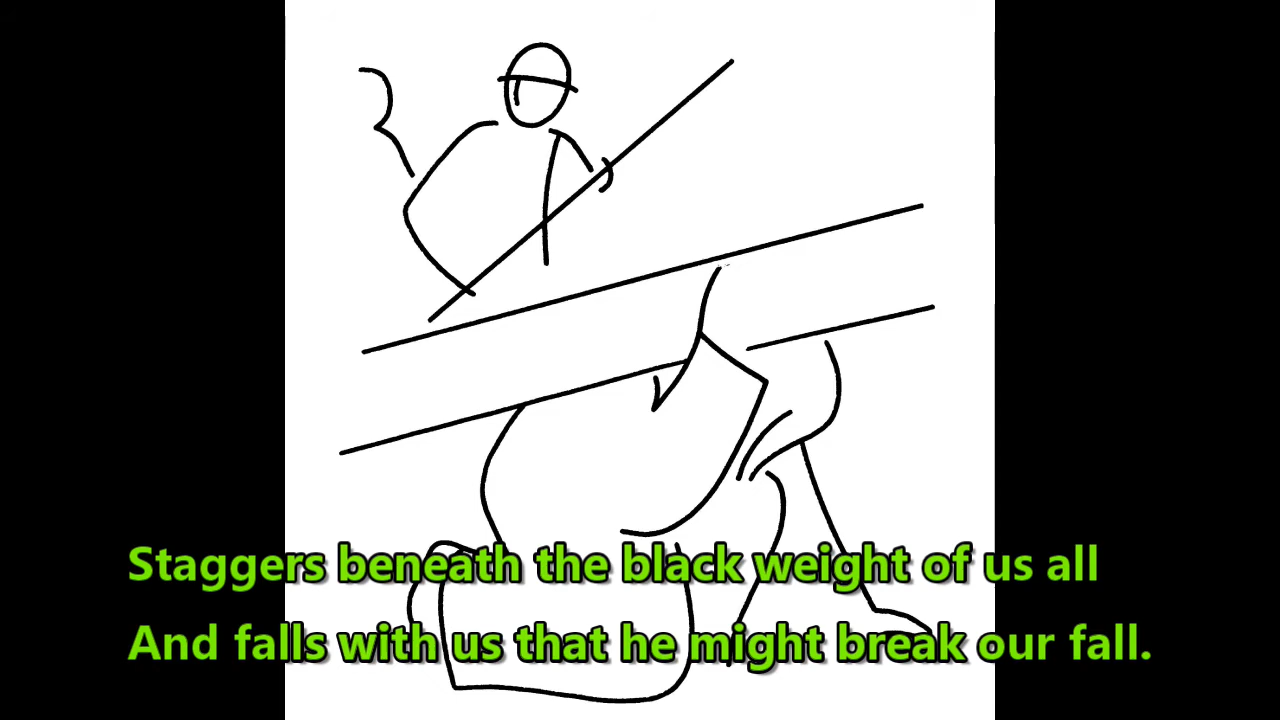 Staggers beneath the black weight of us all
And falls with us that he might break our fall.